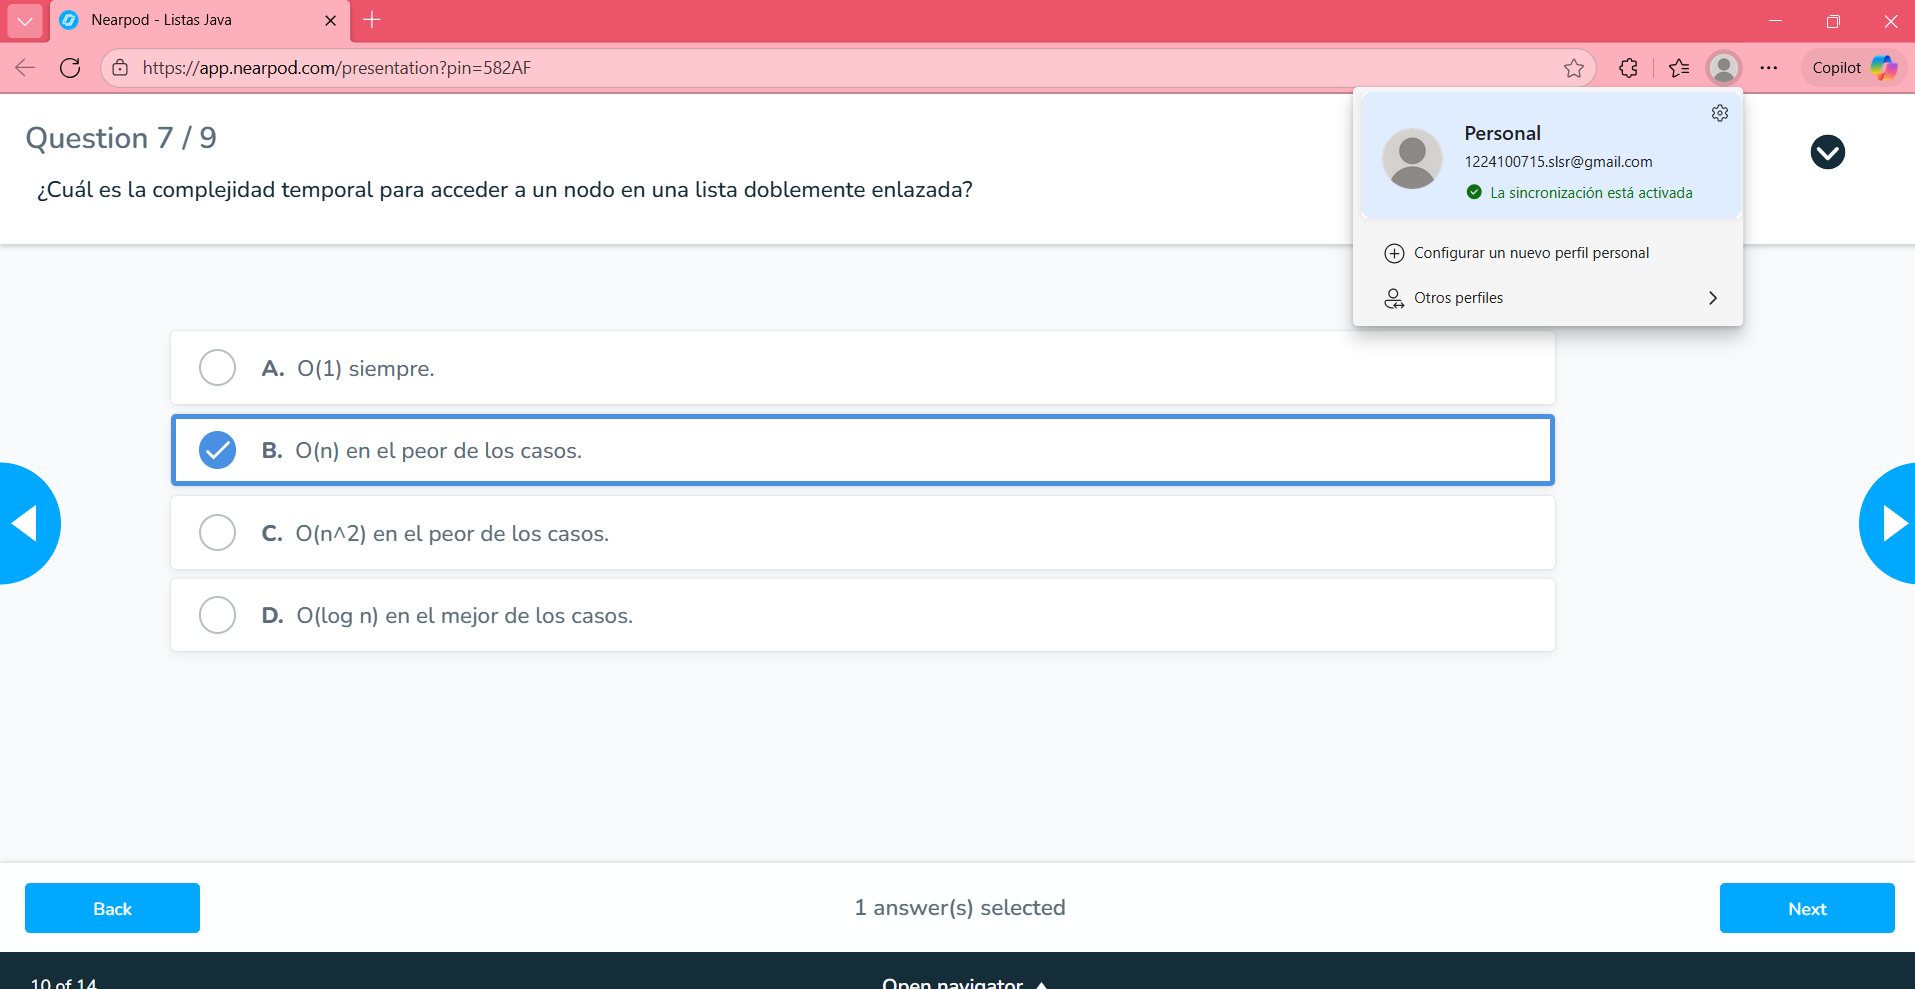 Nearpod - Listas Java
https://app.nearpod.com/presentation?pin=582AF
Copilot
Question 7 / 9
¿Cuál es la complejidad temporal para acceder a un nodo en una lista doblemente enlazada?
Personal
1224100715.slsr@gmail.com
La sincronización está activada
Configurar un nuevo perfil personal
Otros perfiles
A. O(1) siempre.
B. O(n) en el peor de los casos.
C. O(n^2) en el peor de los casos.
D. O(log n) en el mejor de los casos.
Back
1 answer(s) selected
Next
10 of 14
Open navigator